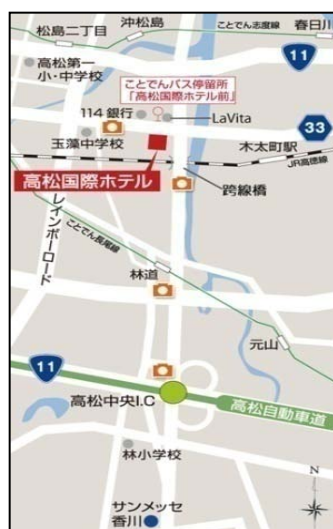 松島二丁目
沖松島
ことでん志度線
春日川
11
高松第一
小・中学校
ことでんバス停留所
「高松国際ホテル前」
114 銀行
LaVita
33
玉藻中学校
木太町駅
JR高徳線
高松国際ホテル
跨線橋
レインボーロード
ことでん長尾線
林道
元山
11
高松中央I.C
高松自動車道
林小学校
サンメッセ
香川
N